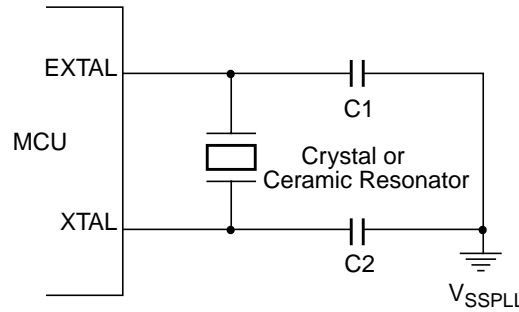 EXTAL
C1
MCU
Crystal or
Ceramic Resonator
XTAL
C2
VSSPLL